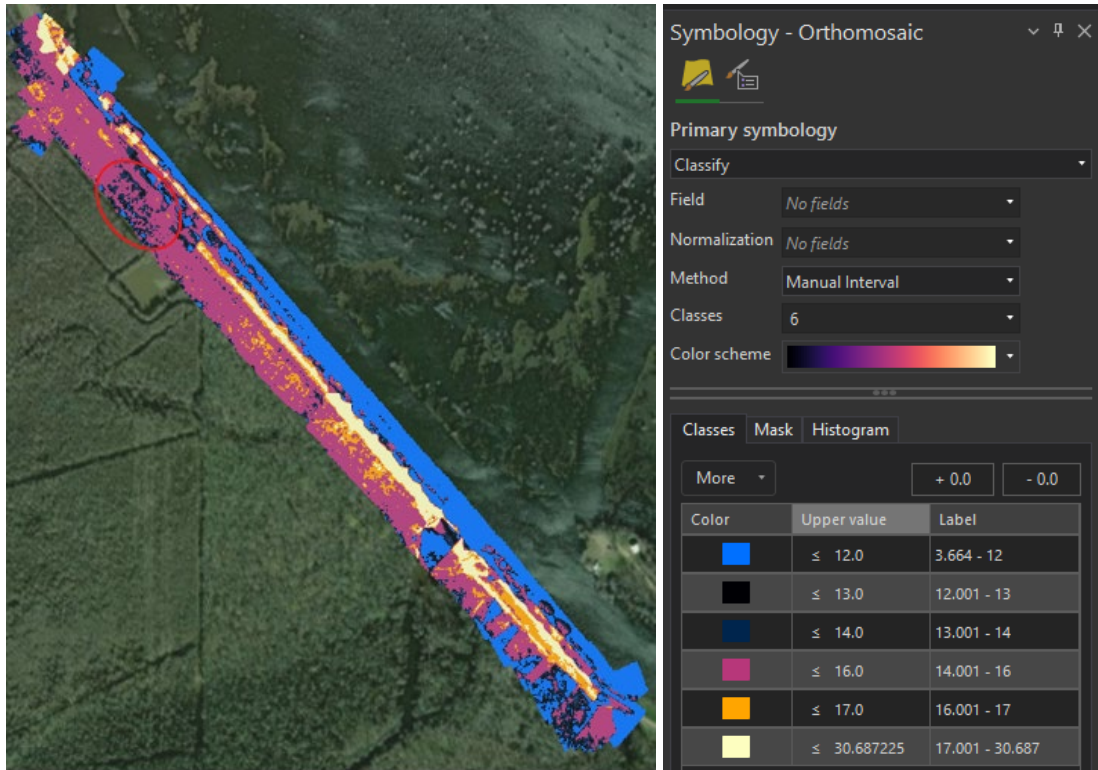 Symbology - Orthomosaic
Primary symbology
Classify
Field No fields
Normalization No fields
Method Manual Interval
Classes 6
Color scheme
Classes Mask Histogram
More + 0.0 - 0.0
Color Upper value Label
≤ 12.0 3.664 - 12
≤ 13.0 12.001 - 13
≤ 14.0 13.001 - 14
≤ 16.0 14.001 - 16
≤ 17.0 16.001 - 17
≤ 30.687225 17.001 - 30.687